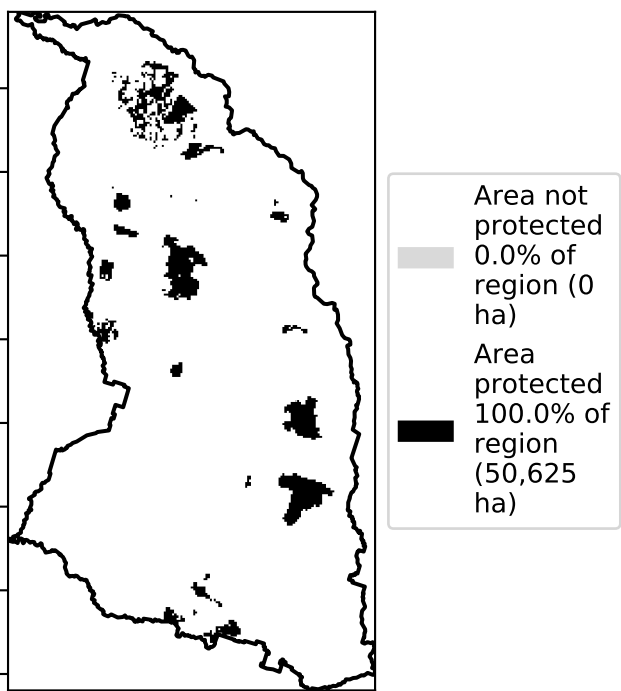 Area not
protected
0.0% of
region (0
ha)
Area
protected
100.0% of
region
(50,625
ha)